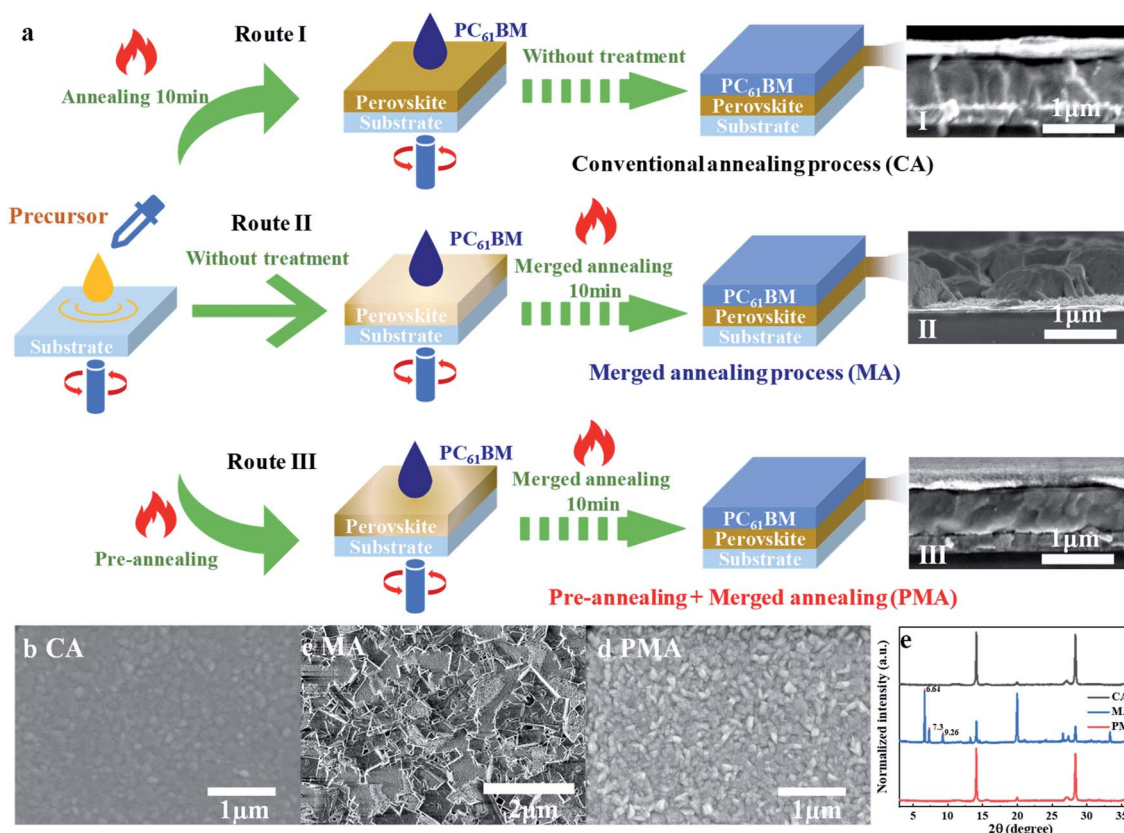 a
Route I
Annealing 10min
PC₆₁BM
Perovskite
Substrate
Without treatment
PC₆₁BM
Perovskite
Substrate
I
1μm
Conventional annealing process (CA)
Precursor
Substrate
Route II
Without treatment
PC₆₁BM
Perovskite
Substrate
Merged annealing
10min
PC₆₁BM
Perovskite
Substrate
II
1μm
Merged annealing process (MA)
Route III
Pre-annealing
PC₆₁BM
Perovskite
Substrate
Merged annealing
10min
PC₆₁BM
Perovskite
Substrate
III
1μm
Pre-annealing + Merged annealing (PMA)
b CA
1μm
c MA
2μm
d PMA
1μm
e
Normalized intensity (a.u.)
CA
6.64
7.3
9.26
MA
PM
5 10 15 20 25 30 35
2θ (degree)